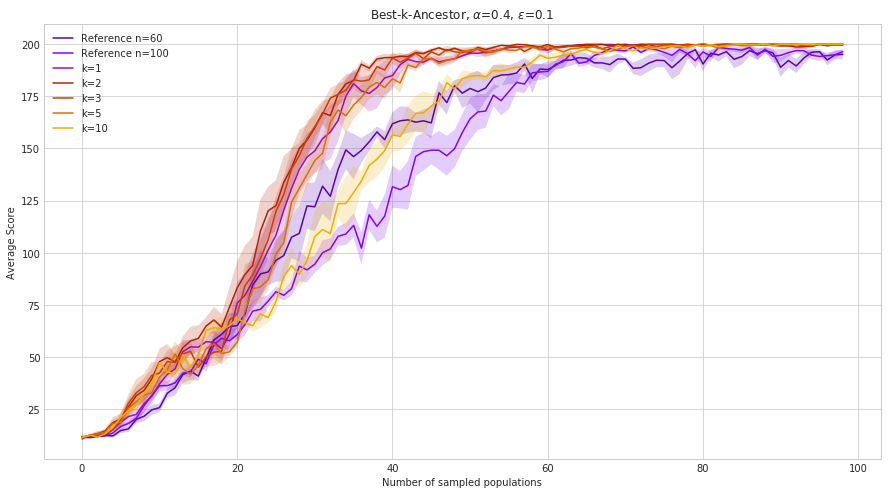 Best-k-Ancestor, α=0.4, ε=0.1
Reference n=60
Reference n=100
k=1
k=2
k=3
k=5
k=10
200
175
150
125
100
75
50
25
Average Score
0 20 40 60 80 100
Number of sampled populations